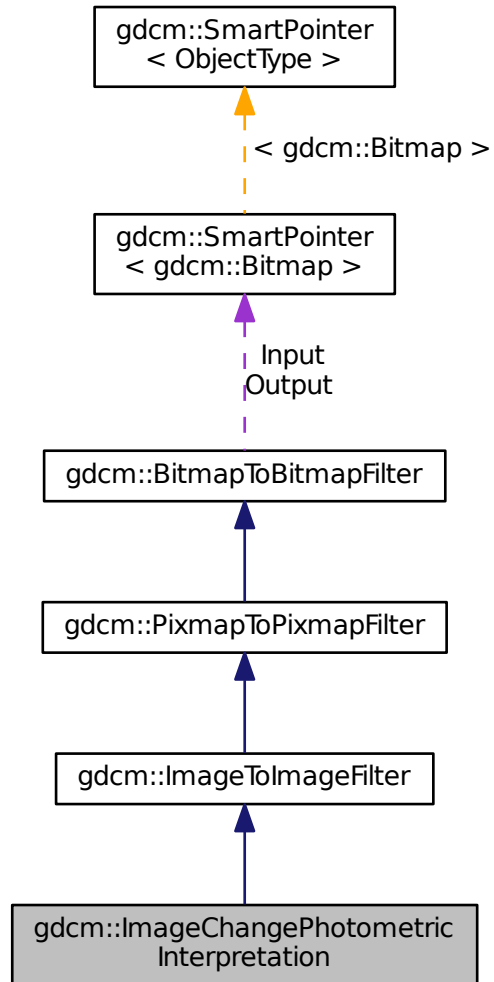 gdcm::SmartPointer
< ObjectType >
< gdcm::Bitmap >
gdcm::SmartPointer
< gdcm::Bitmap >
Input
Output
gdcm::BitmapToBitmapFilter
gdcm::PixmapToPixmapFilter
gdcm::ImageToImageFilter
gdcm::ImageChangePhotometric
Interpretation